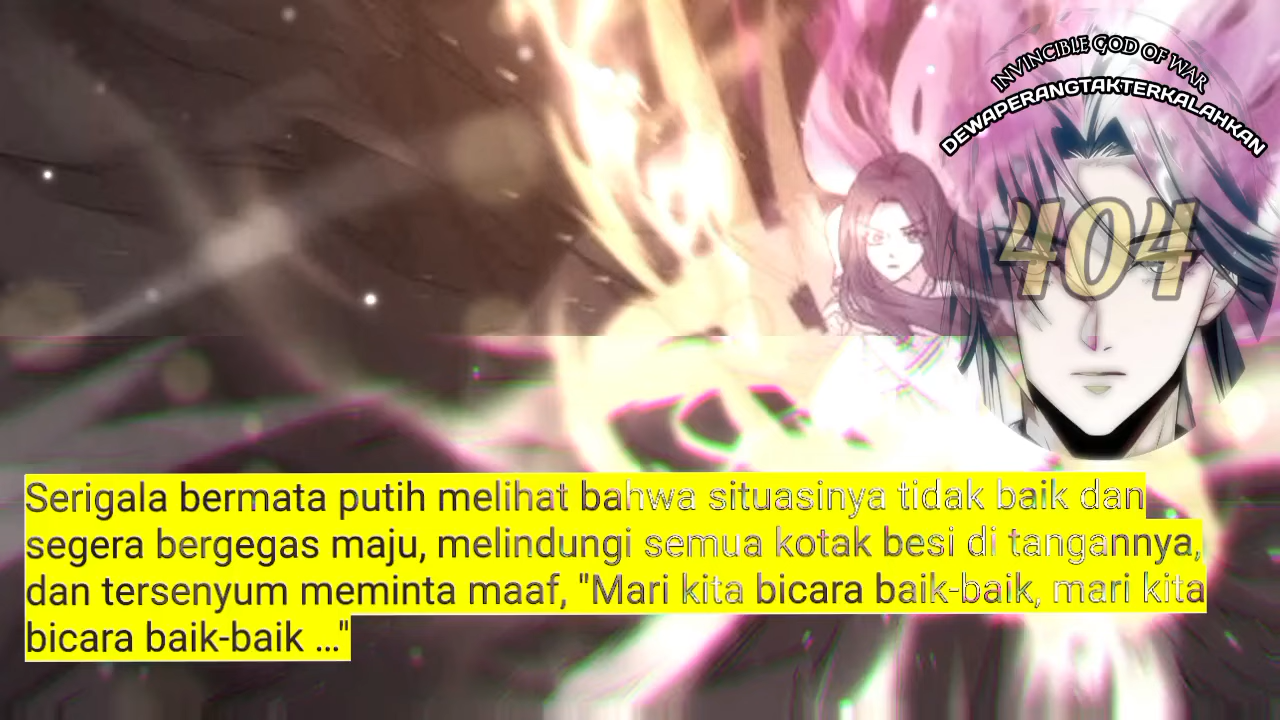 INVINCIBLE GOD OF WAR
DEWAPERANGTAKTERKALAHKAN
404
Serigala bermata putih melihat bahwa situasinya tidak baik dan
segera bergegas maju, melindungi semua kotak besi di tangannya,
dan tersenyum meminta maaf, "Mari kita bicara baik-baik, mari kita
bicara baik-baik ..."